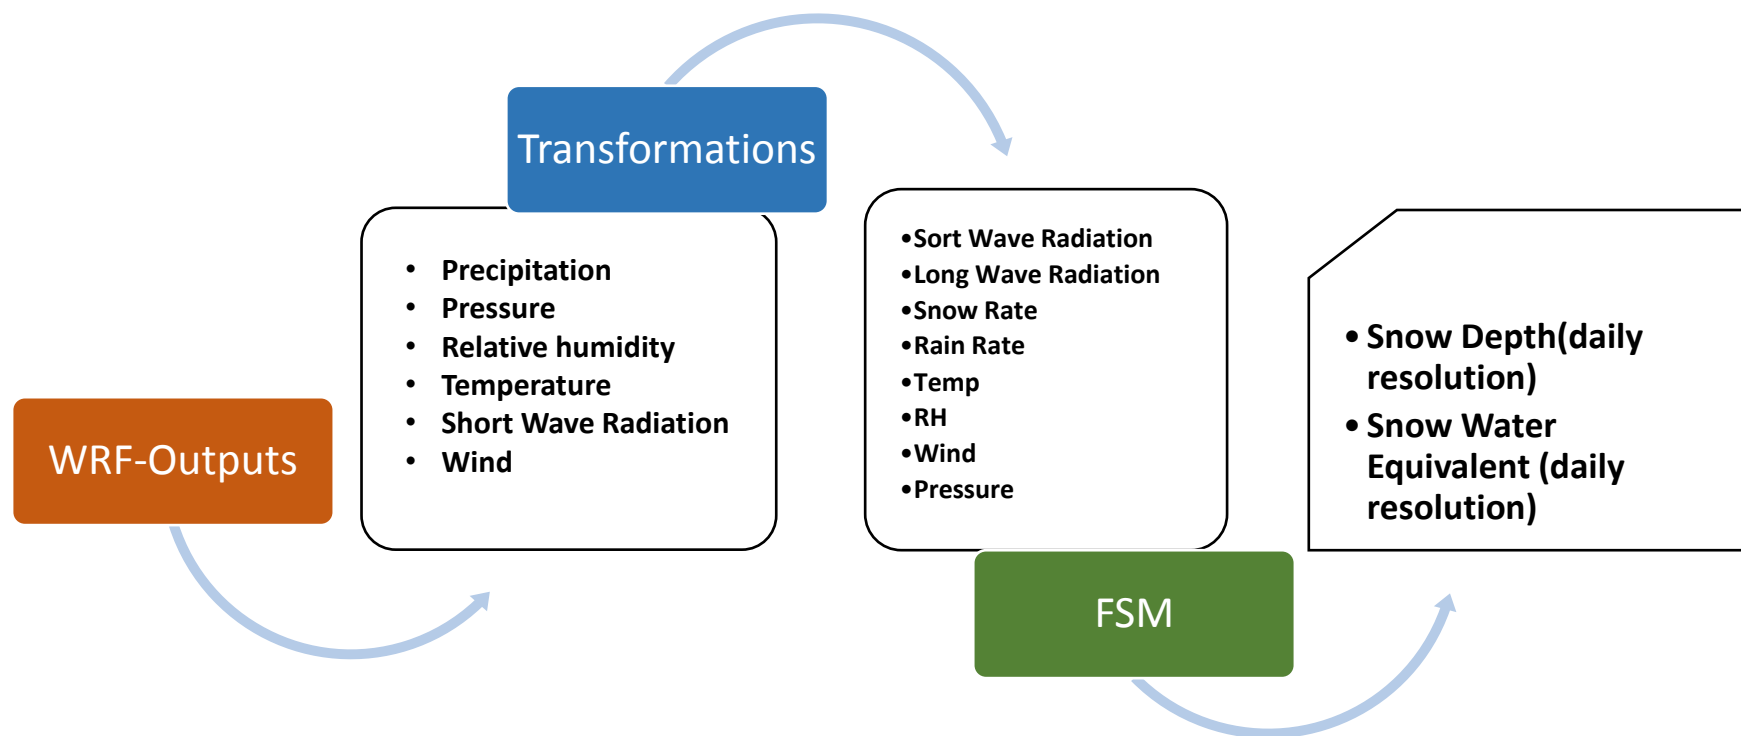 Transformations
WRF-Outputs
• Precipitation
• Pressure
• Relative humidity
• Temperature
• Short Wave Radiation
• Wind
•Sort Wave Radiation
•Long Wave Radiation
•Snow Rate
•Rain Rate
•Temp
•RH
•Wind
•Pressure
FSM
• Snow Depth(daily
resolution)
• Snow Water
Equivalent (daily
resolution)